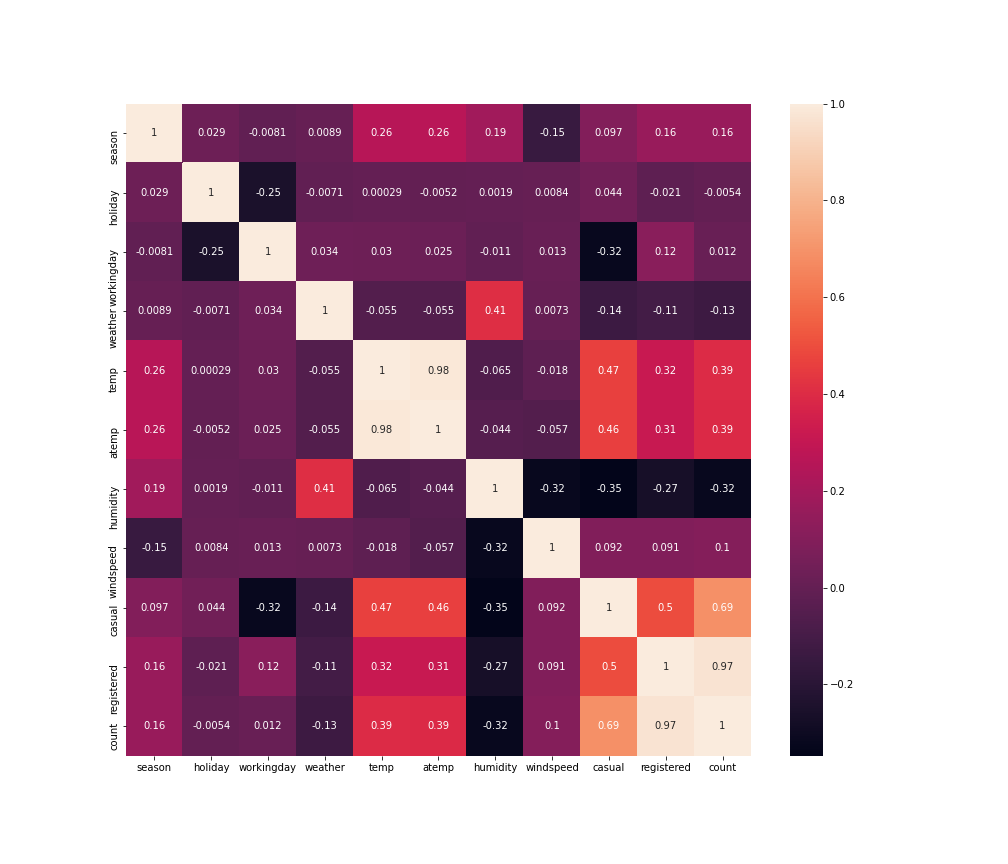 season 1 0.029 -0.0081 0.0089 0.26 0.26 0.19 -0.15 0.097 0.16 0.16
holiday 0.029 1 -0.25 -0.0071 0.00029 -0.0052 0.0019 0.0084 0.044 -0.021 -0.0054
workingday -0.0081 -0.25 1 0.034 0.03 0.025 -0.011 0.013 -0.32 0.12 0.012
weather 0.0089 -0.0071 0.034 1 -0.055 -0.055 0.41 0.0073 -0.14 -0.11 -0.13
temp 0.26 0.00029 0.03 -0.055 1 0.98 -0.065 -0.018 0.47 0.32 0.39
atemp 0.26 -0.0052 0.025 -0.055 0.98 1 -0.044 -0.057 0.46 0.31 0.39
humidity 0.19 0.0019 -0.011 0.41 -0.065 -0.044 1 -0.32 -0.35 -0.27 -0.32
windspeed -0.15 0.0084 0.013 0.0073 -0.018 -0.057 -0.32 1 0.092 0.091 0.1
casual 0.097 0.044 -0.32 -0.14 0.47 0.46 -0.35 0.092 1 0.5 0.69
registered 0.16 -0.021 0.12 -0.11 0.32 0.31 -0.27 0.091 0.5 1 0.97
count 0.16 -0.0054 0.012 -0.13 0.39 0.39 -0.32 0.1 0.69 0.97 1
season holiday workingday weather temp atemp humidity windspeed casual registered count
1.0
0.8
0.6
0.4
0.2
0.0
−0.2